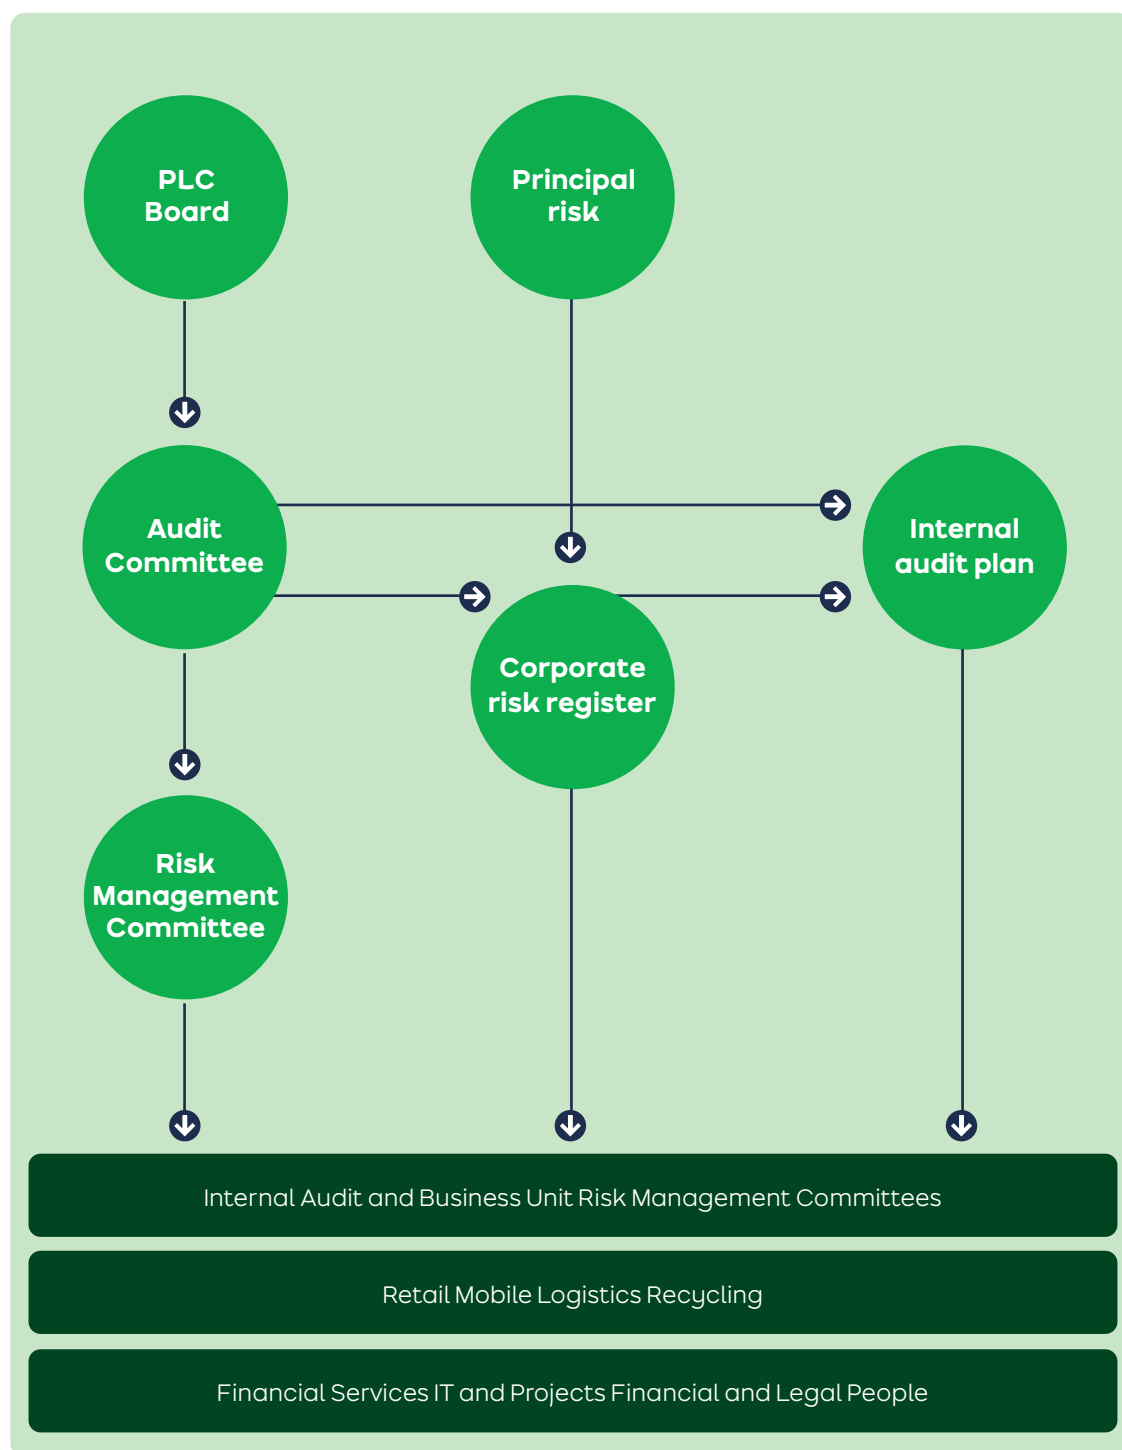 PLC
Board
Principal
risk
Audit
Committee
Internal
audit plan
Corporate
risk register
Risk
Management
Committee
Internal Audit and Business Unit Risk Management Committees
Retail Mobile Logistics Recycling
Financial Services IT and Projects Financial and Legal People